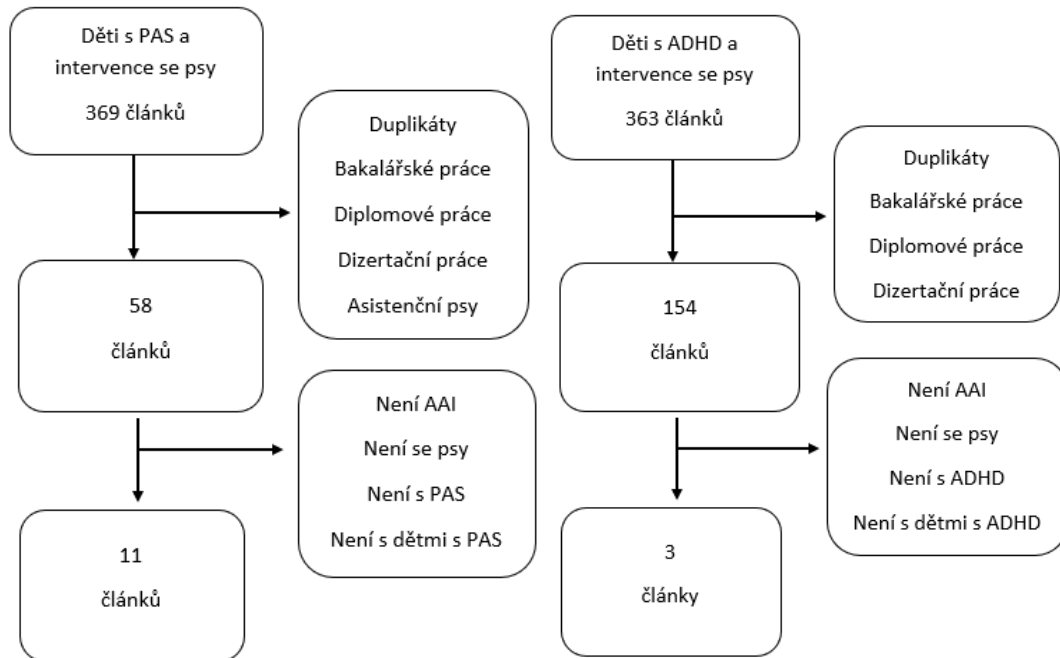 Děti s PAS a
intervence se psy
369 článků
Duplikáty
Bakalářské práce
Diplomové práce
Dizertační práce
Asistenční psy
58
článků
Není AAI
Není se psy
Není s PAS
Není s dětmi s PAS
11
článků
Děti s ADHD a
intervence se psy
363 článků
Duplikáty
Bakalářské práce
Diplomové práce
Dizertační práce
154
článků
Není AAI
Není se psy
Není s ADHD
Není s dětmi s ADHD
3
články